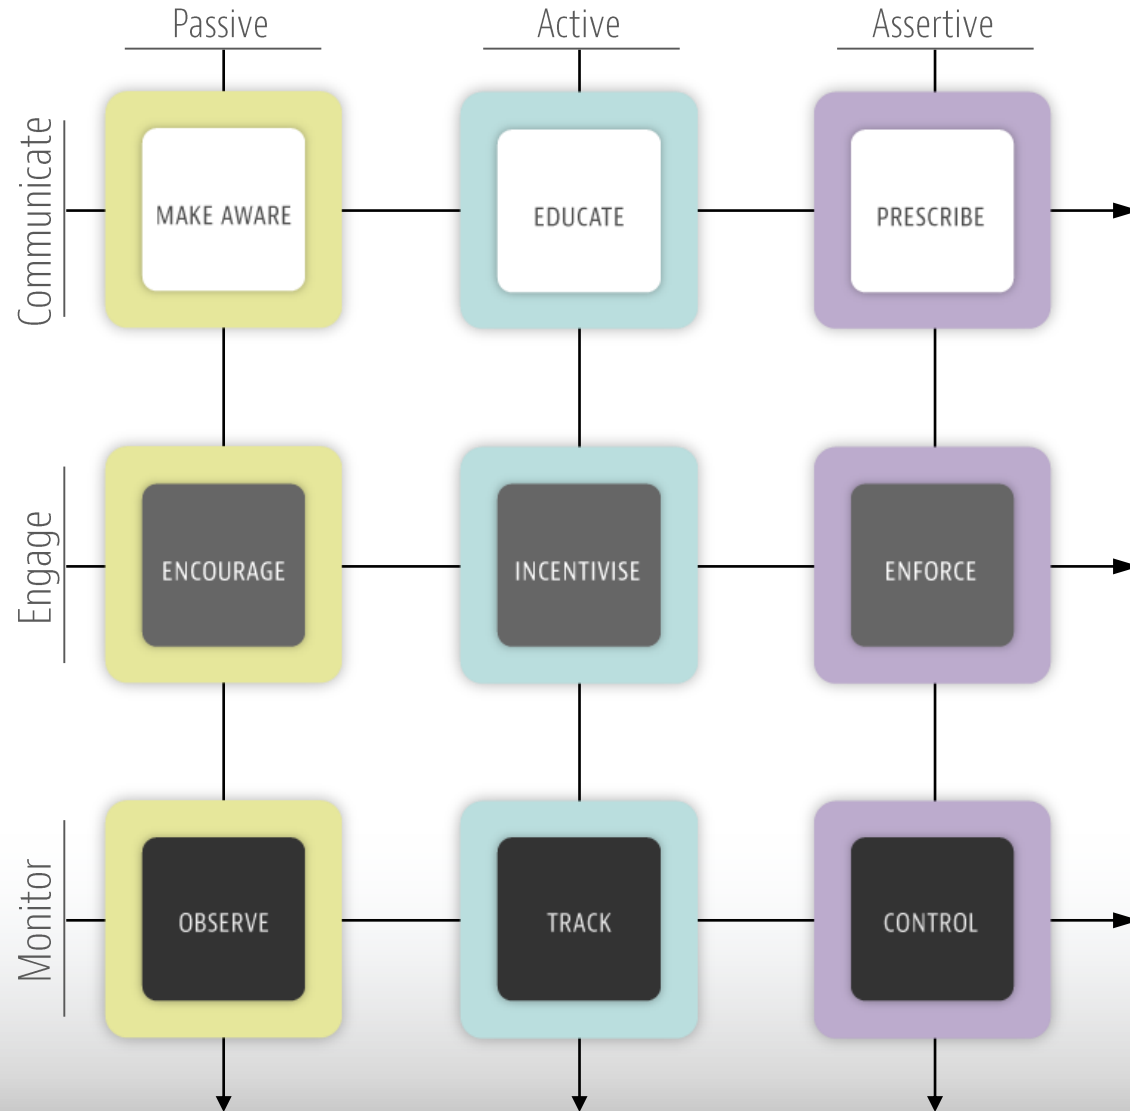 Passive
Active
Assertive
Communicate
MAKE AWARE
EDUCATE
PRESCRIBE
Engage
ENCOURAGE
INCENTIVISE
ENFORCE
Monitor
OBSERVE
TRACK
CONTROL